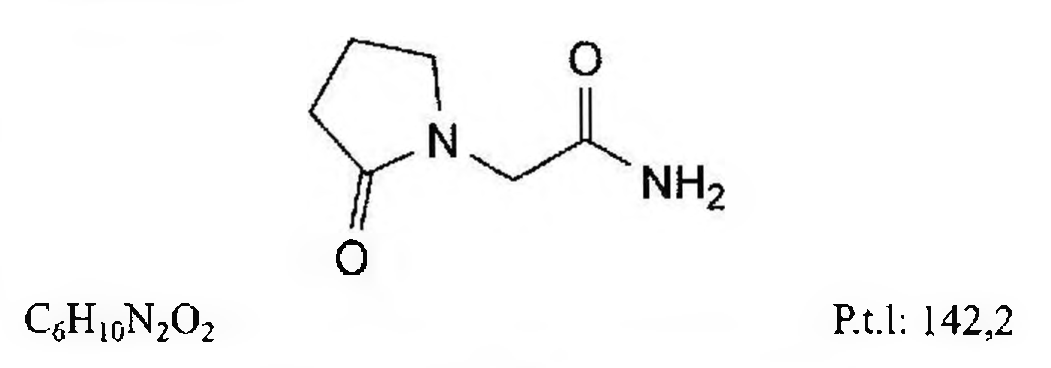 O
N
NH₂
O
C₆H₁₀N₂O₂ P.t.l: 142,2